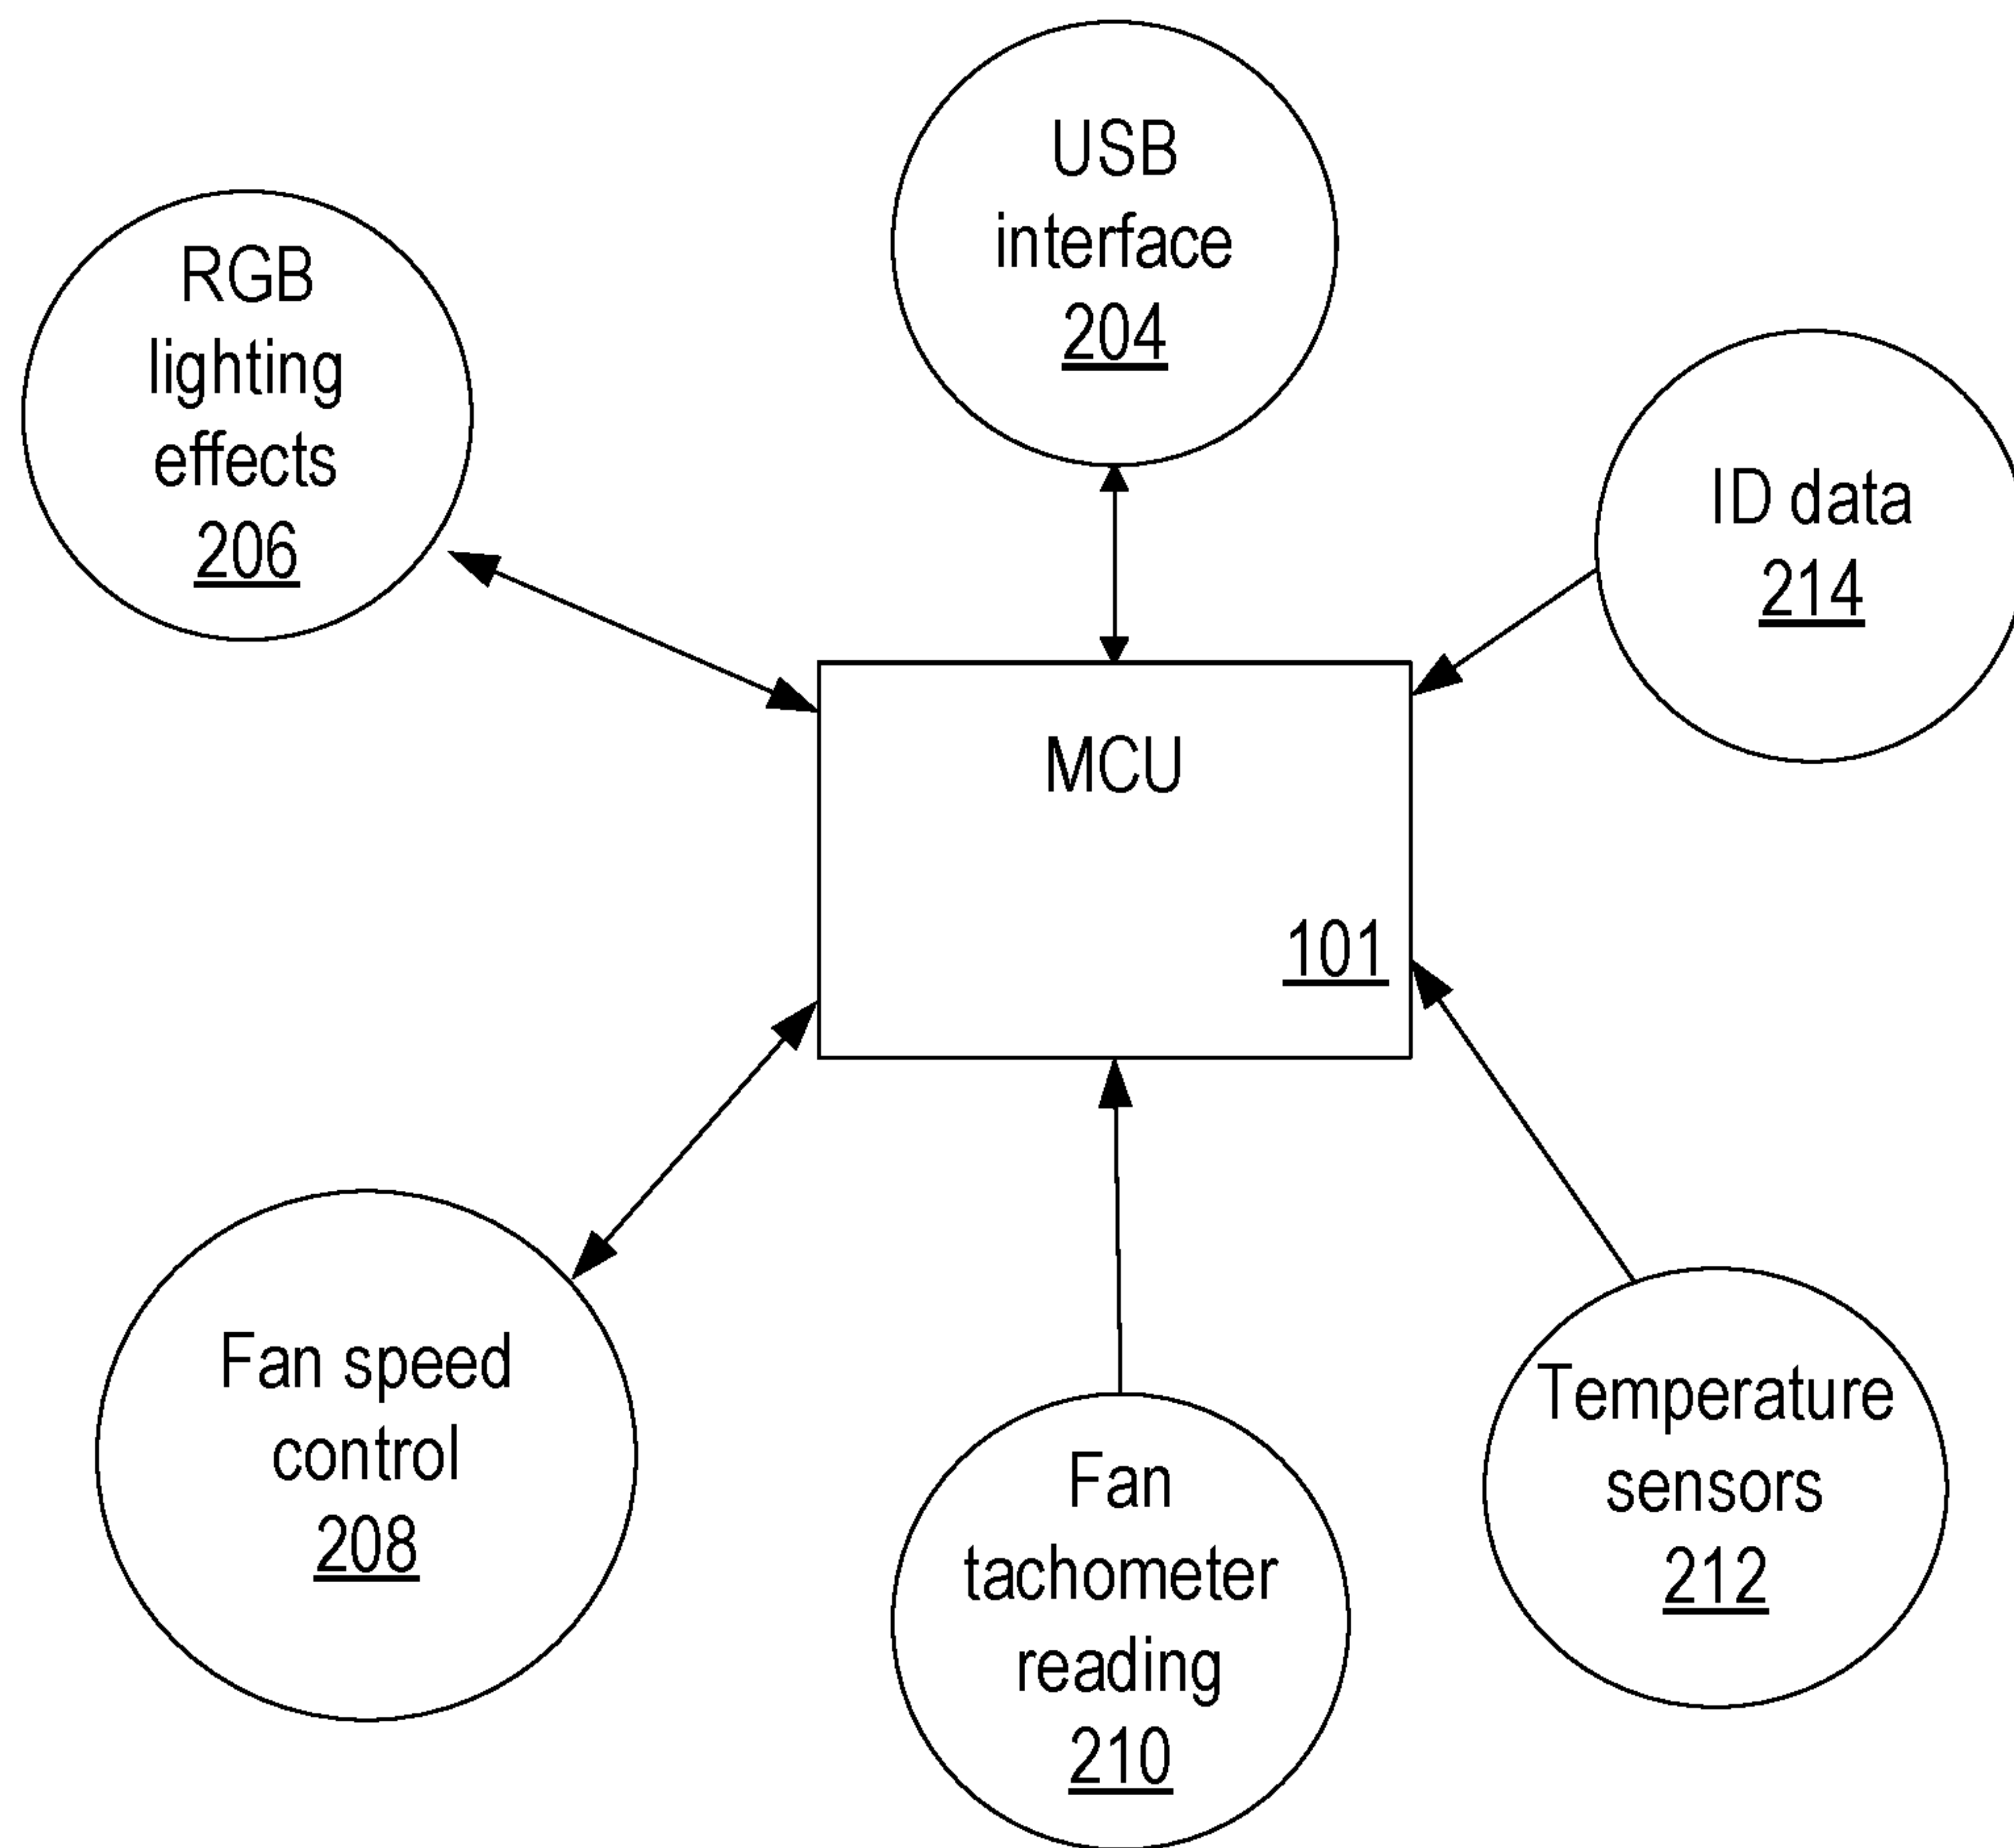 USB
interface
204
RGB
lighting
effects
206
ID data
214
MCU
101
Fan speed
control
208
Fan
tachometer
reading
210
Temperature
sensors
212